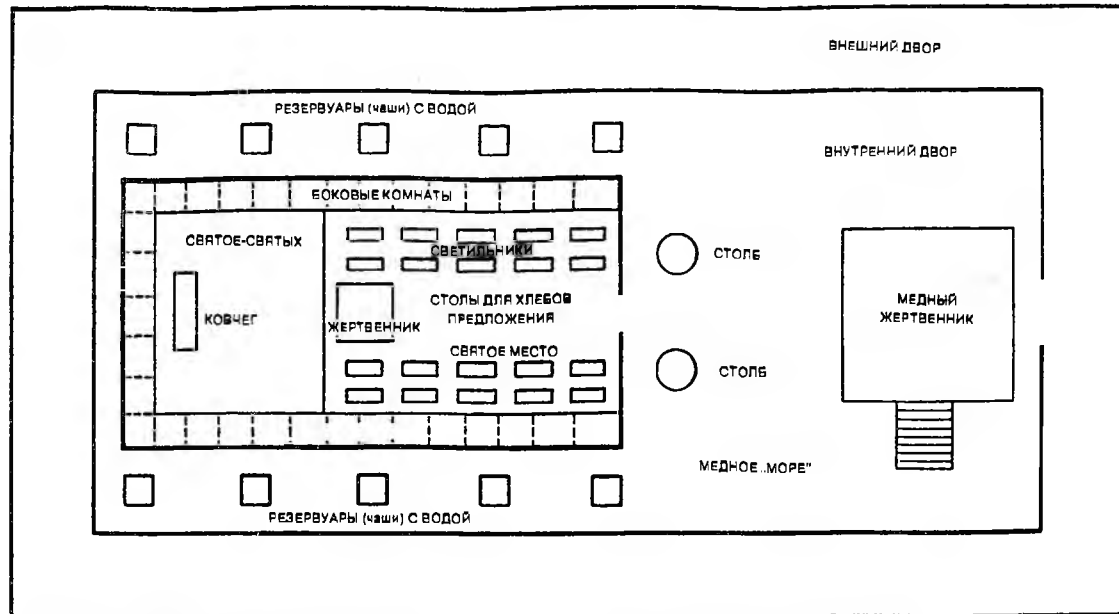 ВНЕШНИЙ ДВОР
РЕЗЕРВУАРЫ (чаши) С ВОДОЙ
ВНУТРЕННИЙ ДВОР
БОКОВЫЕ КОМНАТЫ
СВЯТОЕ-СВЯТЫХ
СВЕТИЛЬНИКИ
СТОЛБ
КОВЧЕГ
ЖЕРТВЕННИК
СТОЛЫ ДЛЯ ХЛЕБОВ
ПРЕДЛОЖЕНИЯ
МЕДНЫЙ
ЖЕРТВЕННИК
СВЯТОЕ МЕСТО
СТОЛБ
МЕДНОЕ „МОРЕ"
РЕЗЕРВУАРЫ (чаши) С ВОДОЙ